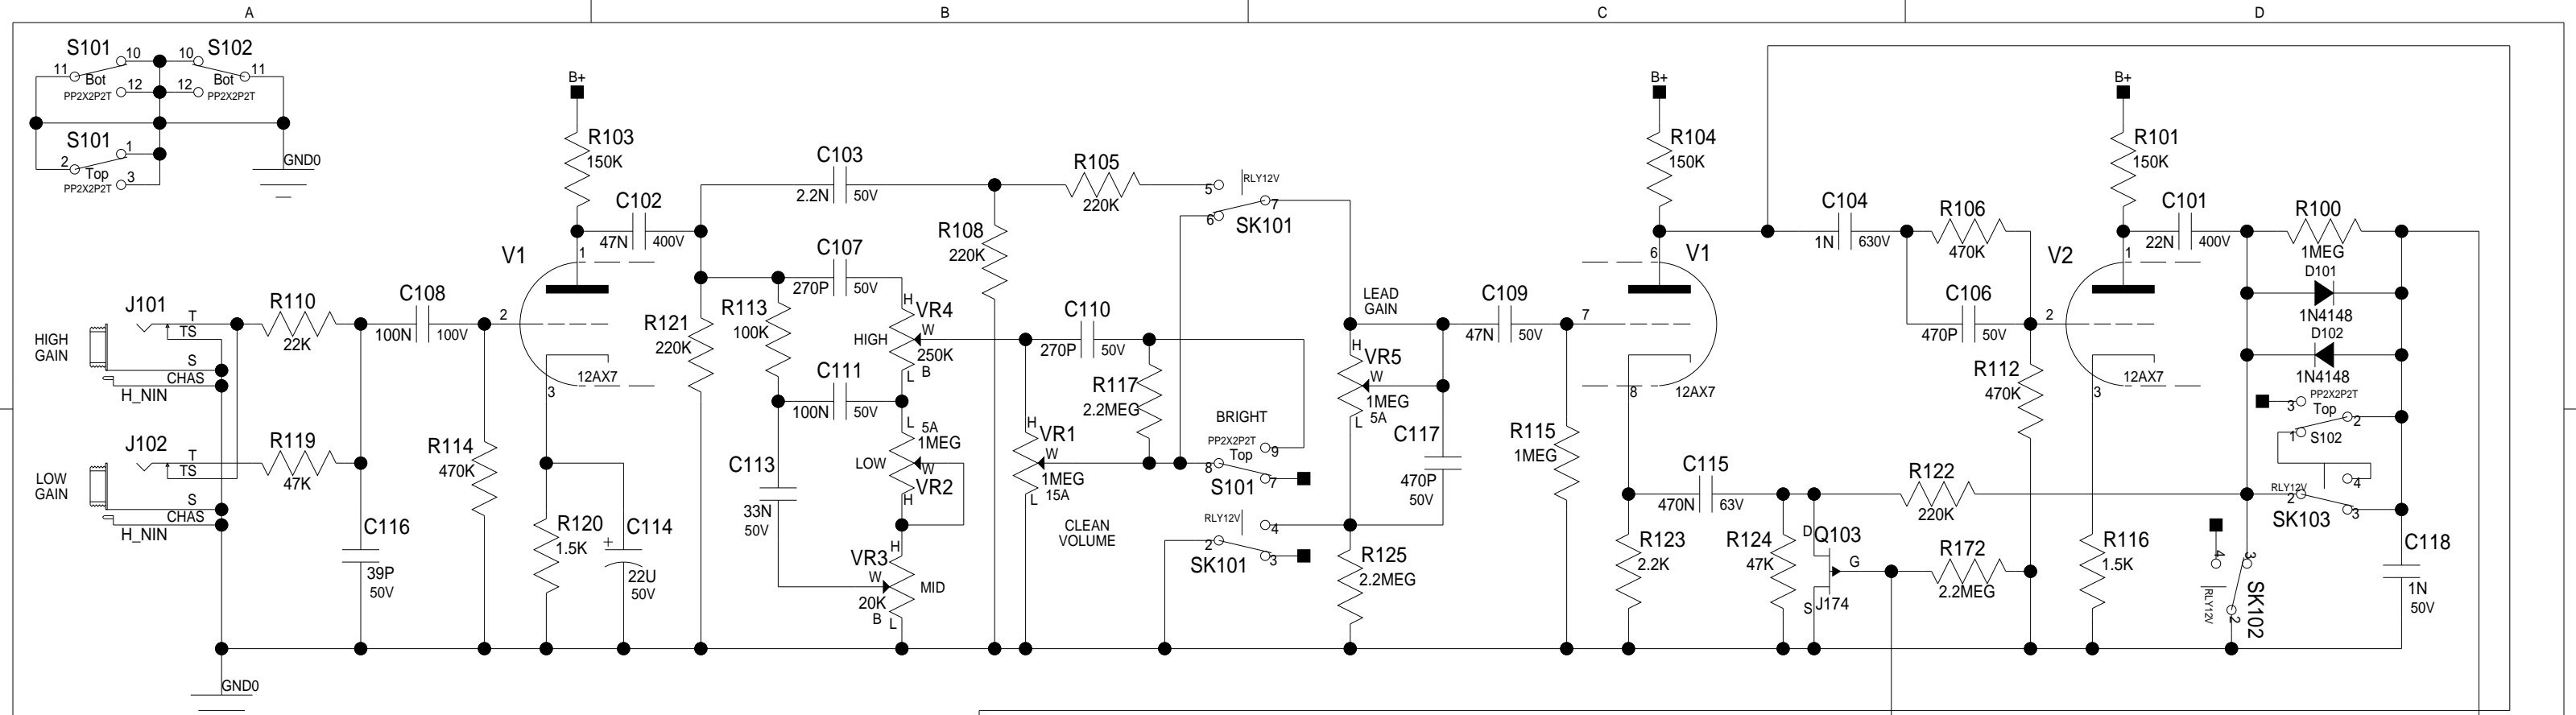 A B C D
S101 10 10 S102
11 Bot Bot 11
PP2X2P2T 12 12 PP2X2P2T
S101 1
2 Top
PP2X2P2T 3
GND0
B+
R103
150K
C102
47N 400V
V1
1
2
3
12AX7
J101
T
TS
S
CHAS
H_NIN
HIGH
GAIN
R110
22K
C108
100N 100V
J102
T
TS
S
CHAS
H_NIN
LOW
GAIN
R119
47K
C116
39P
50V
R114
470K
R120
1.5K
C114
+
22U
50V
GND0
C103
2.2N 50V
R105
220K
R108
220K
C107
270P 50V
R121
220K
R113
100K
H
VR4
W
HIGH
250K
B
L
C111
100N 50V
L 5A
1MEG
LOW
W
VR2
H
C113
33N
50V
H
VR3
W
20K
MID
B
L
C110
270P 50V
R117
2.2MEG
H
VR1
W
1MEG
15A
L
CLEAN
VOLUME
5
RLY12V
6
7
SK101
BRIGHT
PP2X2P2T
Top
9
8
7
S101
RLY12V
4
2
3
SK101
LEAD
GAIN
H
VR5
W
1MEG
5A
L
C117
470P
50V
R125
2.2MEG
C109
47N 50V
R115
1MEG
B+
R104
150K
6
V1
7
8
12AX7
C115
470N 63V
R123
2.2K
R124
47K
D
Q103
G
S
J174
C104
1N 630V
R106
470K
C106
470P 50V
R112
470K
R122
220K
R172
2.2MEG
B+
R101
150K
V2
1
2
3
12AX7
R116
1.5K
C101
22N 400V
R100
1MEG
D101
1N4148
D102
1N4148
PP2X2P2T
3
Top
2
1
S102
4
RLY12V
2
3
SK103
4
3
RLY12V
2
SK102
C118
1N
50V